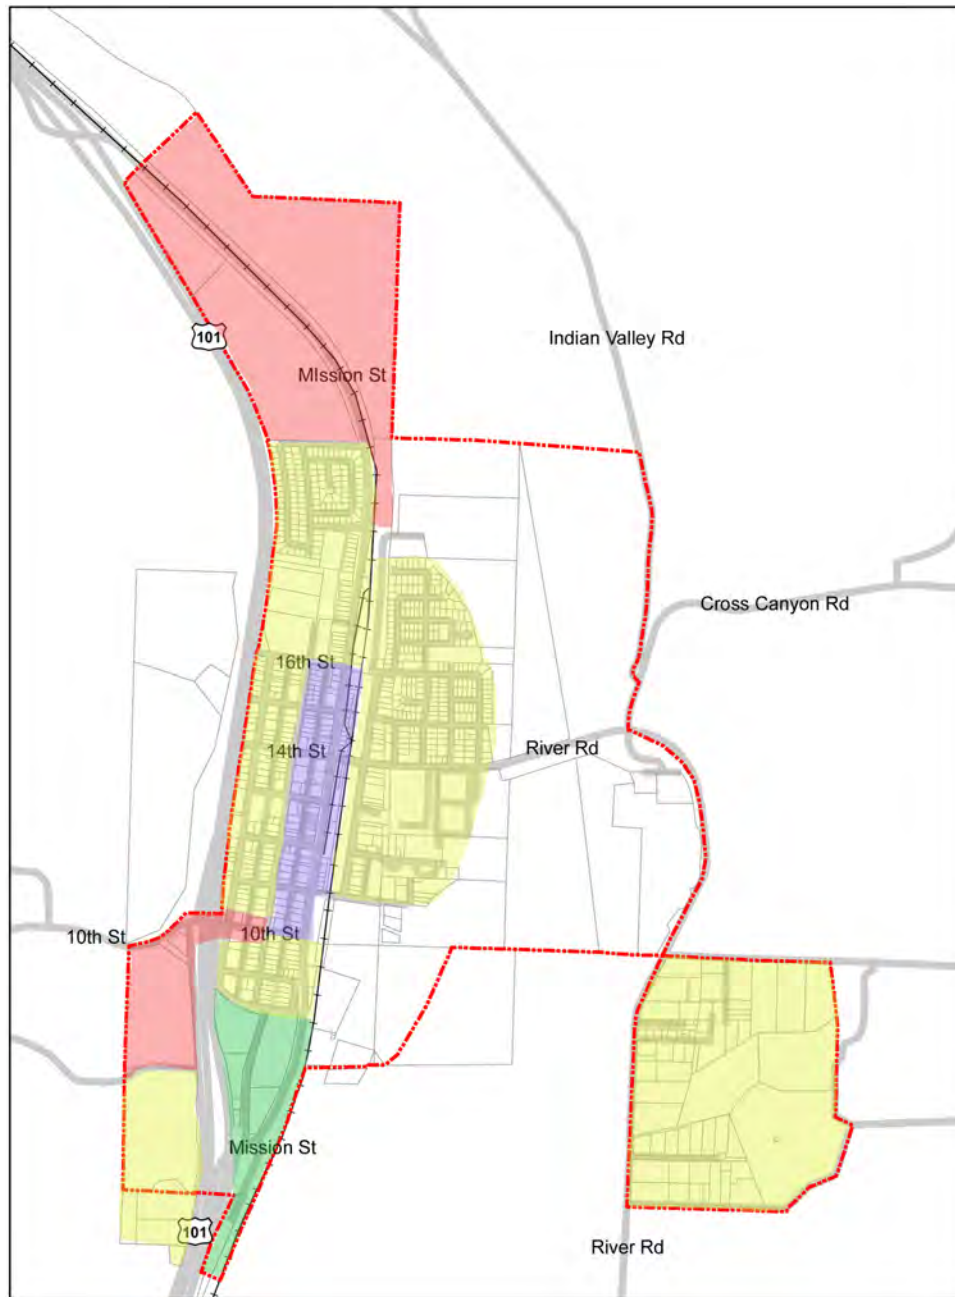 Indian Valley Rd
101
MIssion St
Cross Canyon Rd
16th St
River Rd
14th St
10th St
10th St
Mission St
101
River Rd